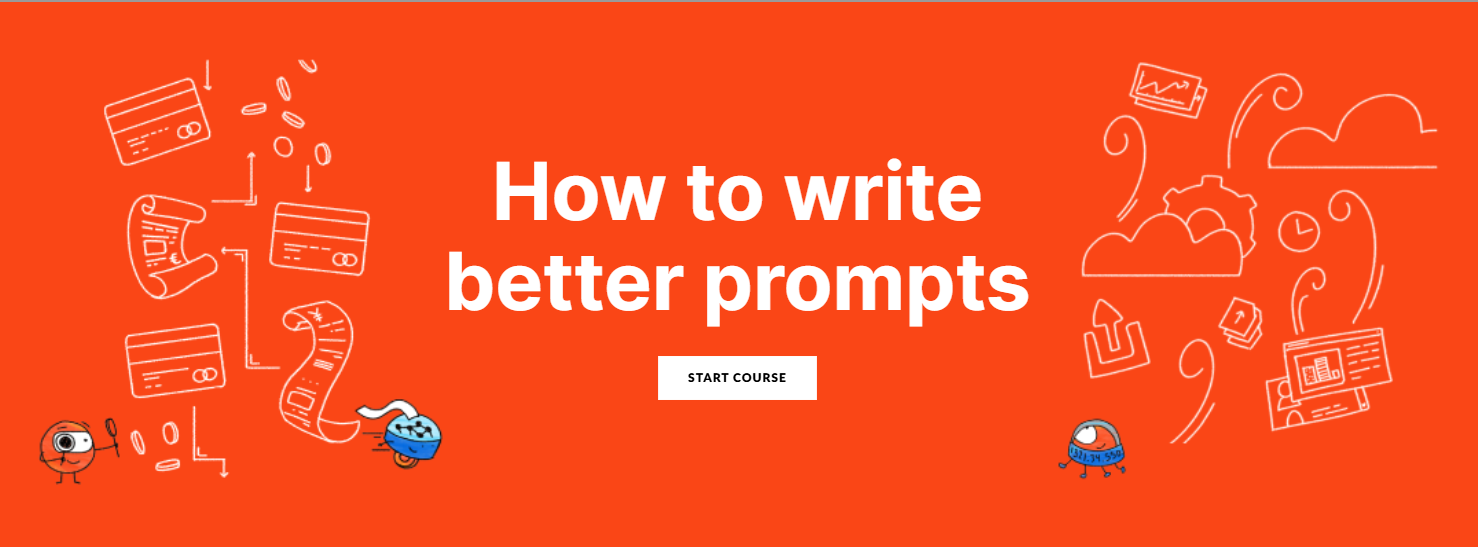 How to write
better prompts
START COURSE